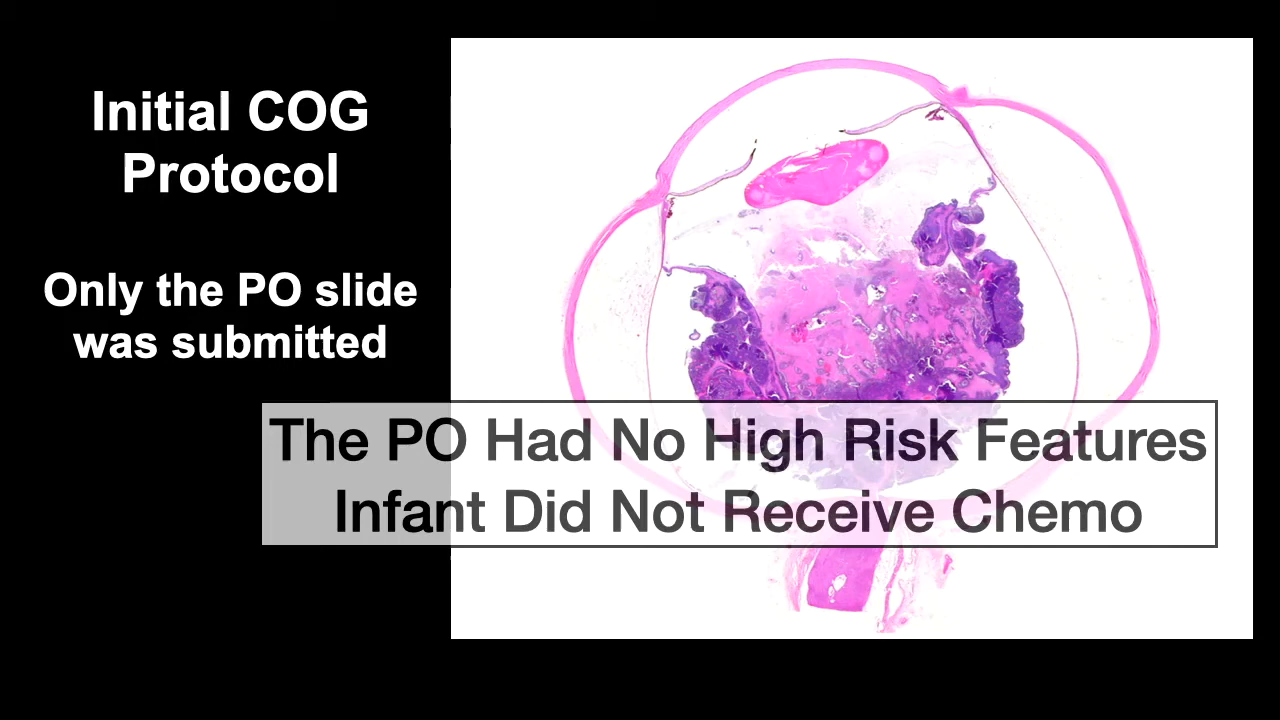 Initial COG
Protocol
Only the PO slide
was submitted
The PO Had No High Risk Features
Infant Did Not Receive Chemo